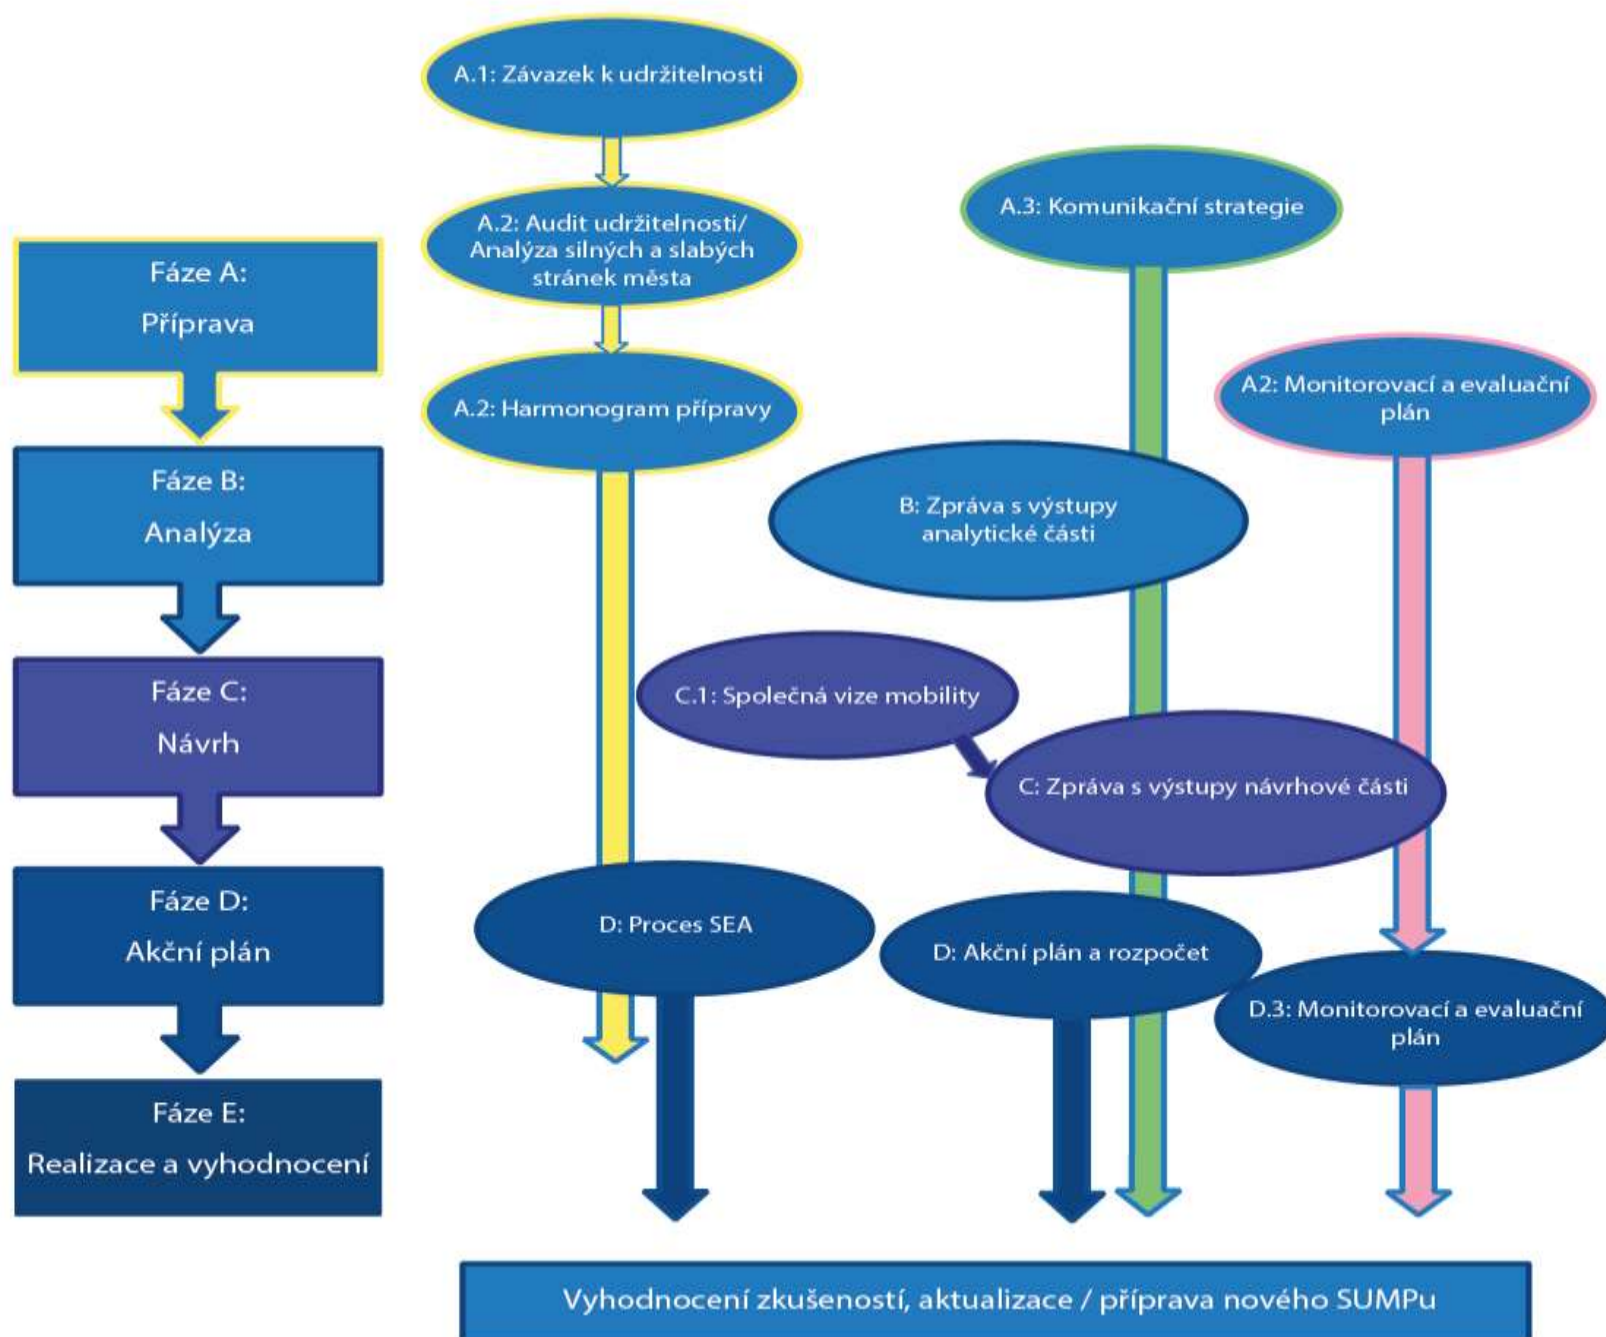 A.1: Závazek k udržitelnosti
A.2: Audit udržitelnosti/
Analýza silných a slabých
stránek města
A.2: Harmonogram přípravy
A.3: Komunikační strategie
A2: Monitorovací a evaluační
plán
Fáze A:
Příprava
Fáze B:
Analýza
Fáze C:
Návrh
Fáze D:
Akční plán
Fáze E:
Realizace a vyhodnocení
B: Zpráva s výstupy
analytické části
C.1: Společná vize mobility
C: Zpráva s výstupy návrhové části
D: Proces SEA
D: Akční plán a rozpočet
D.3: Monitorovací a evaluační
plán
Vyhodnocení zkušeností, aktualizace / příprava nového SUMPu